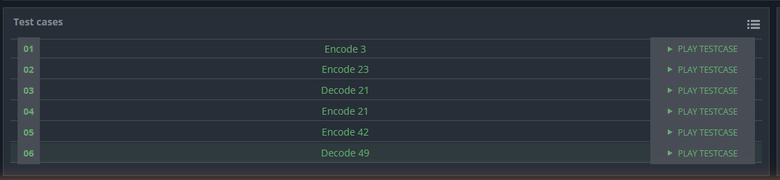 Test cases
01 Encode 3 ▶ PLAY TESTCASE
02 Encode 23 ▶ PLAY TESTCASE
03 Decode 21 ▶ PLAY TESTCASE
04 Encode 21 ▶ PLAY TESTCASE
05 Encode 42 ▶ PLAY TESTCASE
06 Decode 49 ▶ PLAY TESTCASE